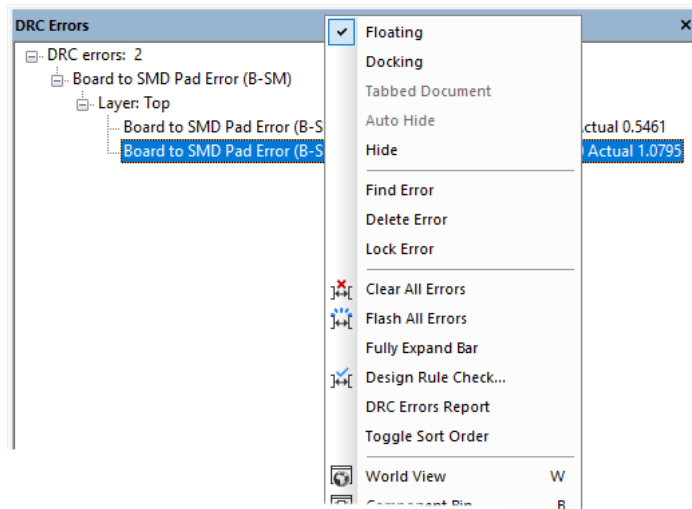 DRC Errors
DRC errors: 2
Board to SMD Pad Error (B-SM)
Layer: Top
Board to SMD Pad Error (B-S
Actual 0.5461
Board to SMD Pad Error (B-S
Actual 1.0795
Floating
Docking
Tabbed Document
Auto Hide
Hide
Find Error
Delete Error
Lock Error
Clear All Errors
Flash All Errors
Fully Expand Bar
Design Rule Check...
DRC Errors Report
Toggle Sort Order
World View W
Component Bin B